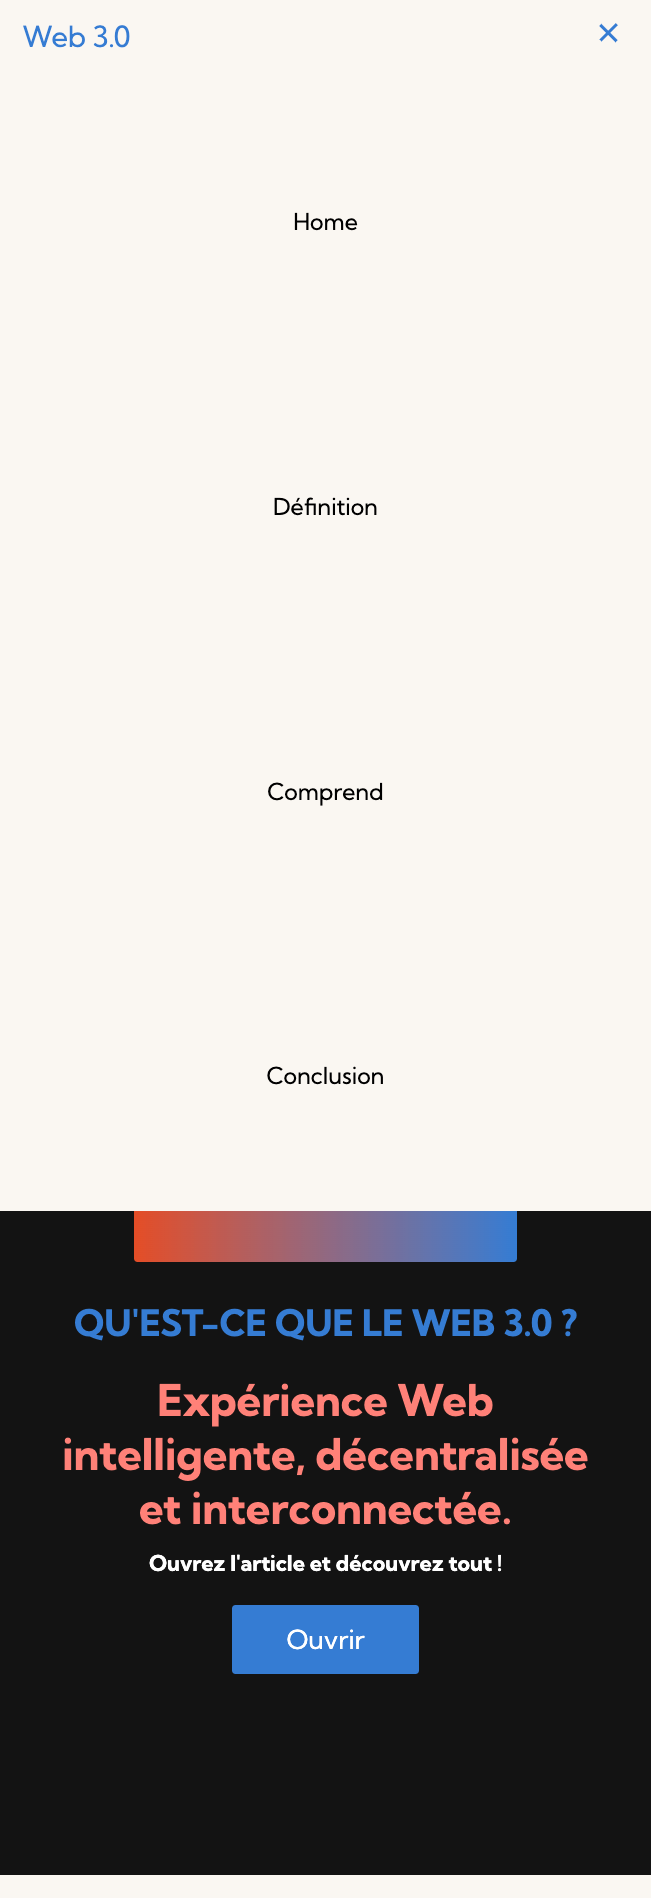 Web 3.0
Home
Définition
Comprend
Conclusion
QU'EST-CE QUE LE WEB 3.0 ?
Expérience Web
intelligente, décentralisée
et interconnectée.
Ouvrez l'article et découvrez tout !
Ouvrir